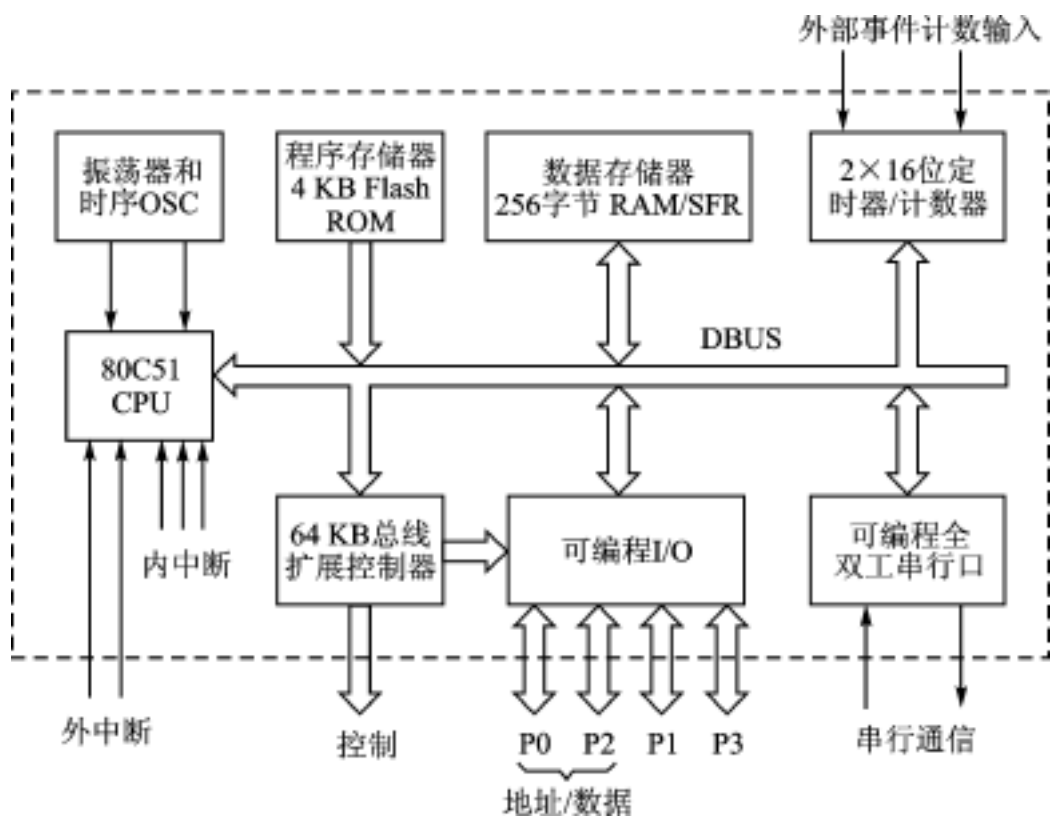 外部事件计数输入
振荡器和
时序OSC
程序存储器
4 KB Flash
ROM
数据存储器
256字节 RAM/SFR
2×16位定
时器/计数器
DBUS
80C51
CPU
64 KB总线
扩展控制器
可编程I/O
可编程全
双工串行口
内中断
外中断
控制
P0
P2
P1
P3
串行通信
地址/数据